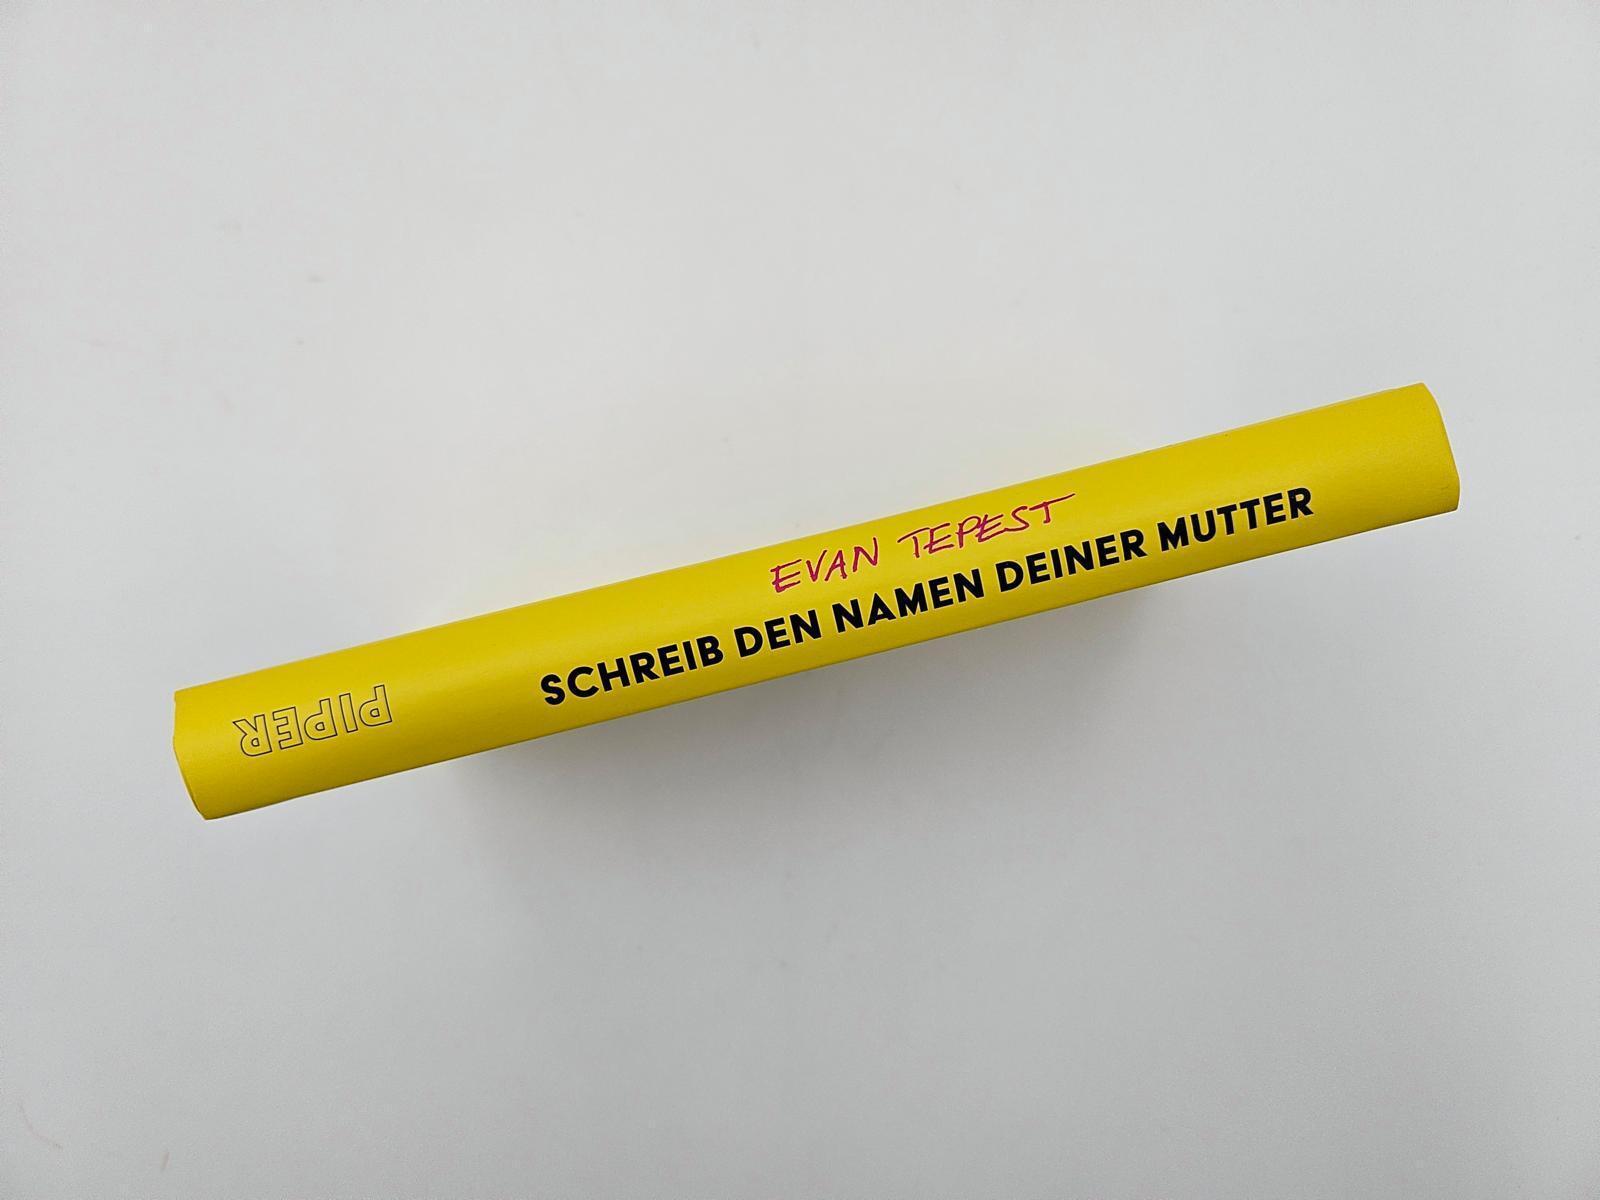 EVAN TEPEST
SCHREIB DEN NAMEN DEINER MUTTER
PIPER